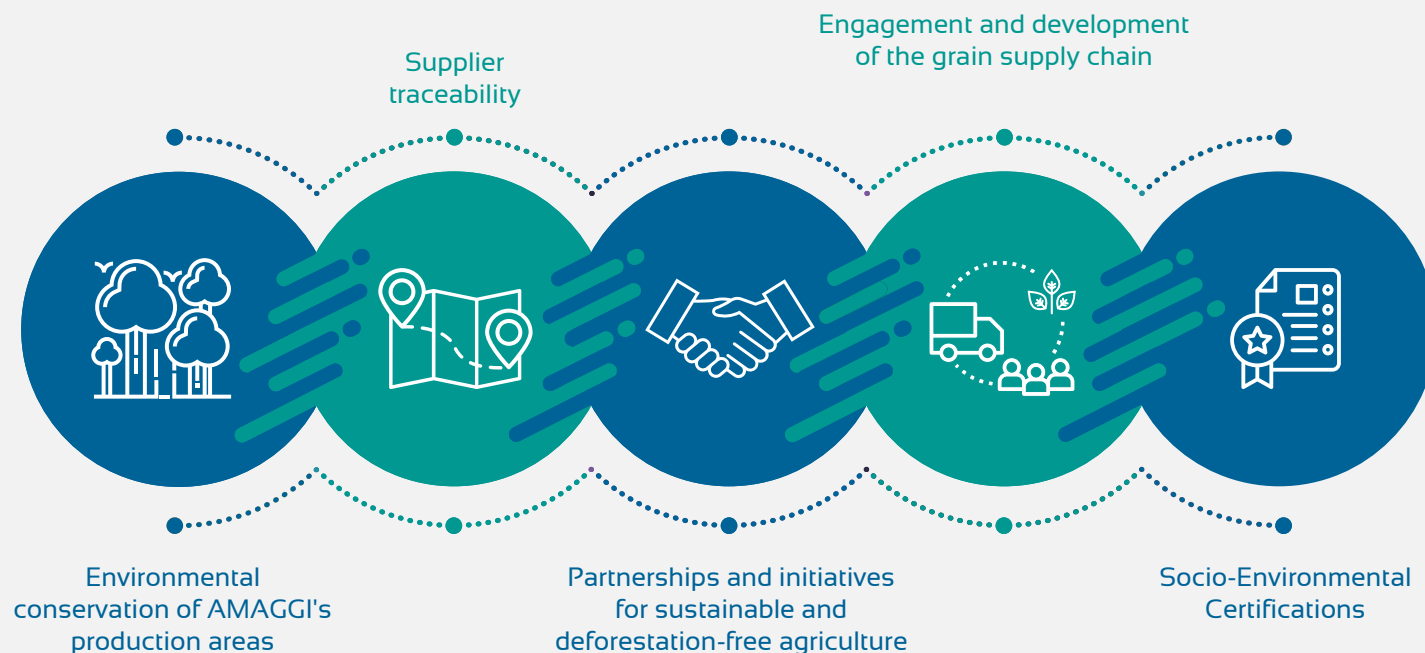 Engagement and development
of the grain supply chain
Supplier
traceability
Environmental
conservation of AMAGGI's
production areas
Partnerships and initiatives
for sustainable and
deforestation-free agriculture
Socio-Environmental
Certifications